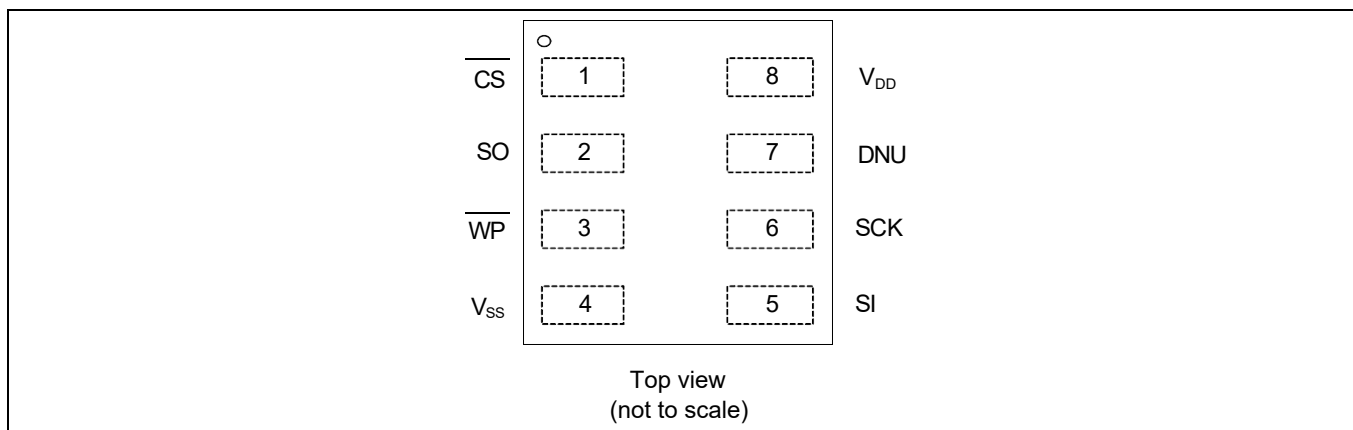 CS 1 8 VDD
SO 2 7 DNU
WP 3 6 SCK
VSS 4 5 SI
Top view
(not to scale)